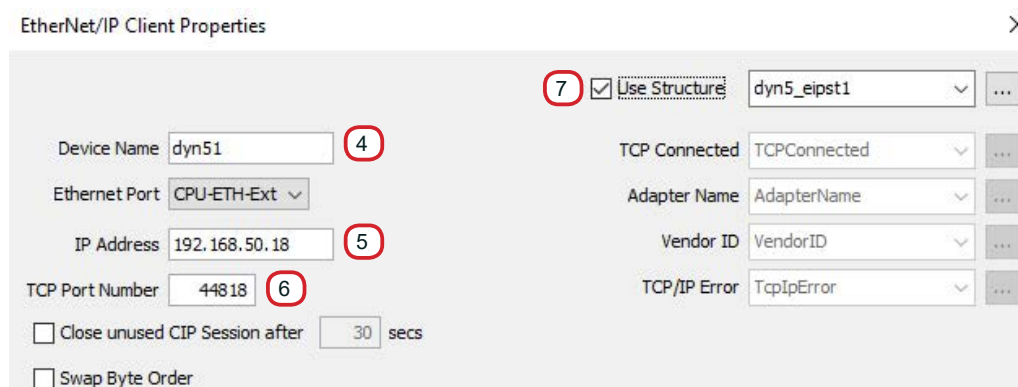 EtherNet/IP Client Properties
7 Use Structure dyn5_eipst1 ...
Device Name dyn51 4 TCP Connected TCPConnected ...
Ethernet Port CPU-ETH-Ext Adapter Name AdapterName ...
IP Address 192.168.50.18 5 Vendor ID VendorID ...
TCP Port Number 44818 6 TCP/IP Error TcpIpError ...
Close unused CIP Session after 30 secs
Swap Byte Order